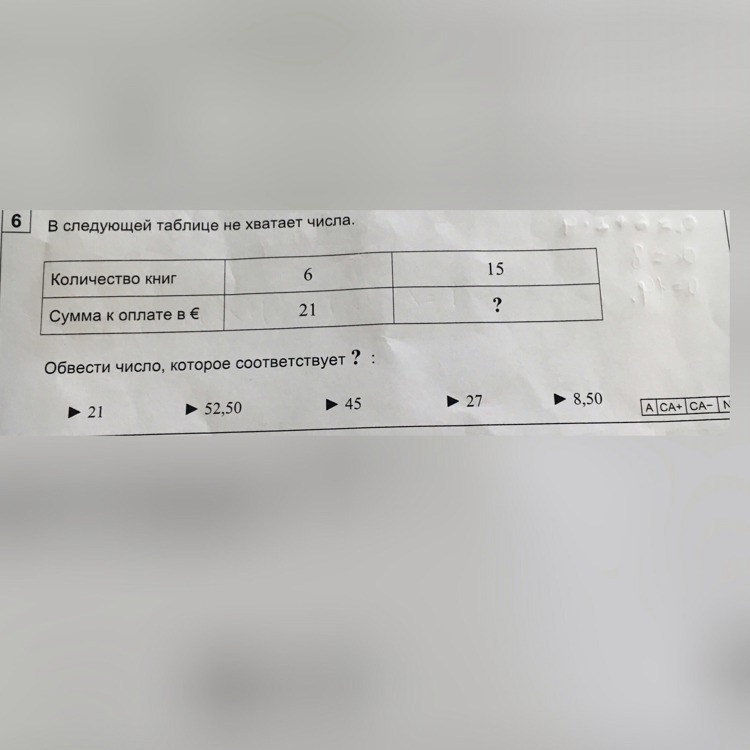 6
В следующей таблице не хватает числа.
Количество книг 6 15
Сумма к оплате в € 21 ?
Обвести число, которое соответствует ? :
► 21 ► 52,50 ► 45 ► 27 ► 8,50
A CA+ CA-